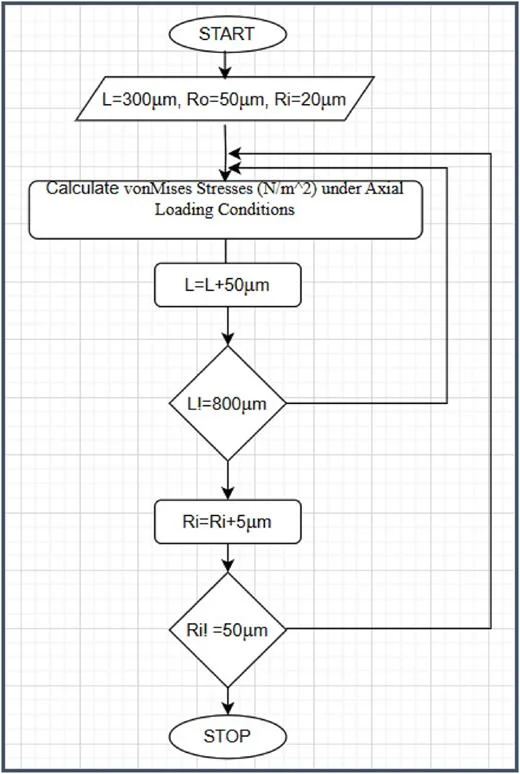 START
L=300μm, Ro=50μm, Ri=20μm
Calculate vonMises Stresses (N/m^2) under Axial
Loading Conditions
L=L+50μm
L!=800μm
Ri=Ri+5μm
Ri! =50μm
STOP